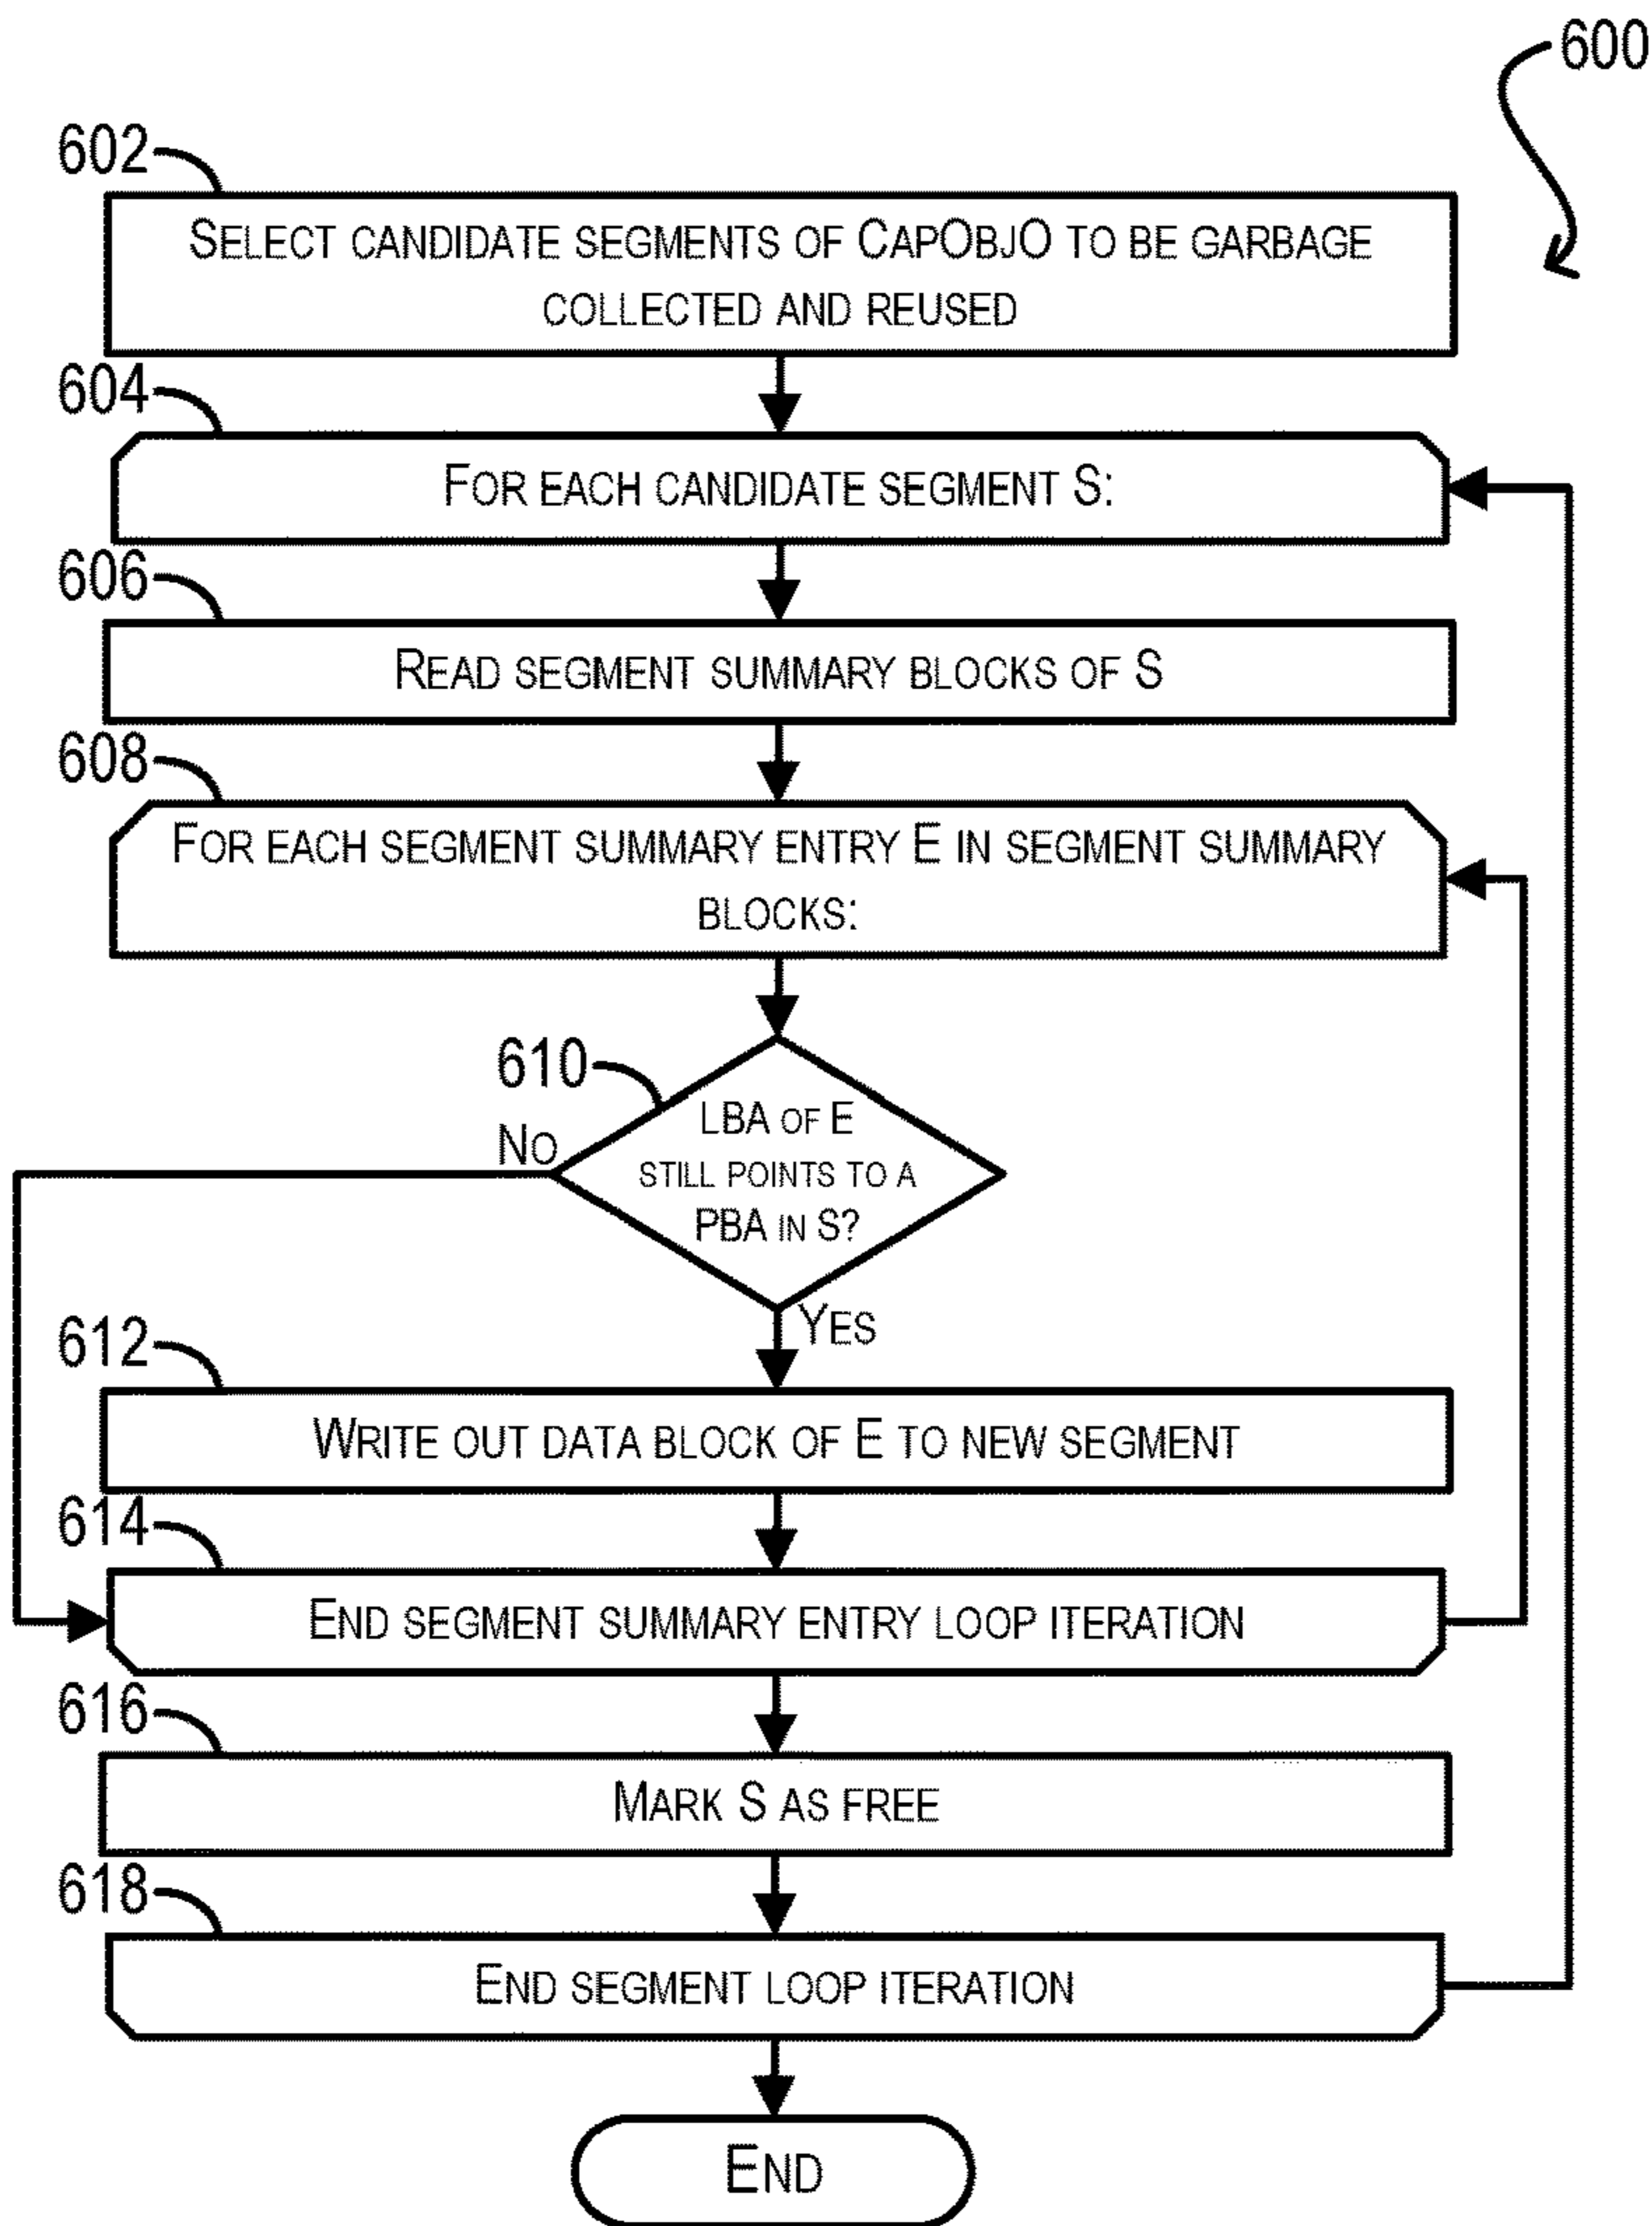 600
602
SELECT CANDIDATE SEGMENTS OF CAPOBJO TO BE GARBAGE
COLLECTED AND REUSED
604
FOR EACH CANDIDATE SEGMENT S:
606
READ SEGMENT SUMMARY BLOCKS OF S
608
FOR EACH SEGMENT SUMMARY ENTRY E IN SEGMENT SUMMARY
BLOCKS:
610
LBA OF E
STILL POINTS TO A
PBA IN S?
NO
YES
612
WRITE OUT DATA BLOCK OF E TO NEW SEGMENT
614
END SEGMENT SUMMARY ENTRY LOOP ITERATION
616
MARK S AS FREE
618
END SEGMENT LOOP ITERATION
END